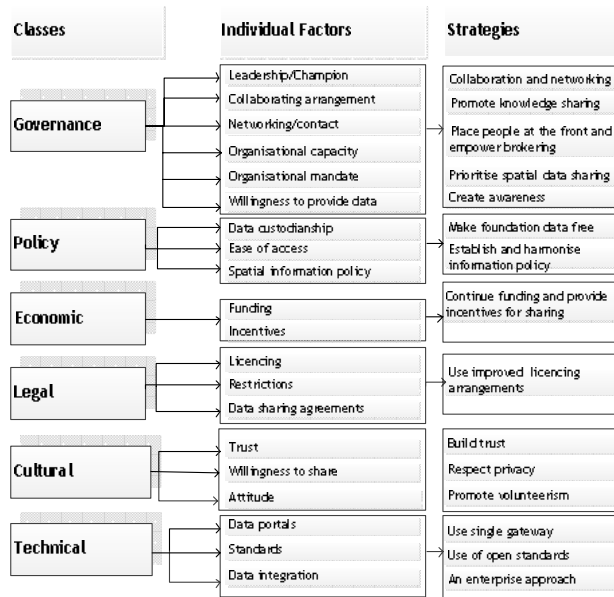 Classes
Individual Factors
Strategies
Governance
Leadership/Champion
Collaborating arrangement
Networking/contact
Organisational capacity
Organisational mandate
Willingness to provide data
Collaboration and networking
Promote knowledge sharing
Place people at the front and
empower brokering
Prioritise spatial data sharing
Create awareness
Policy
Data custodianship
Ease of access
Spatial information policy
Make foundation data free
Establish and harmonise
information policy
Economic
Funding
Incentives
Continue funding and provide
incentives for sharing
Legal
Licencing
Restrictions
Data sharing agreements
Use improved licencing
arrangements
Cultural
Trust
Willingness to share
Attitude
Build trust
Respect privacy
Promote volunteerism
Technical
Data portals
Standards
Data integration
Use single gateway
Use of open standards
An enterprise approach